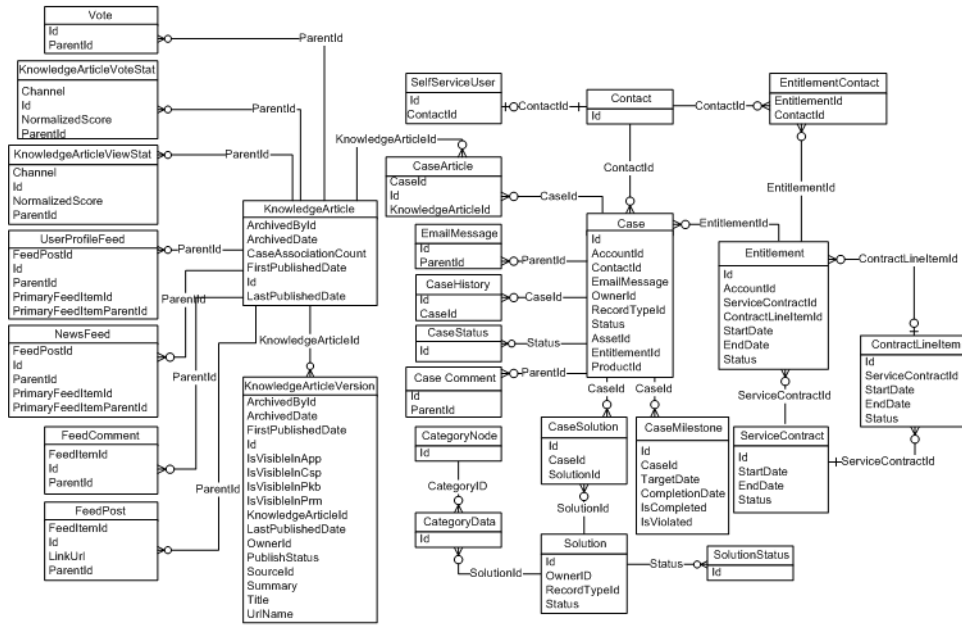 Vote
Id
ParentId
ParentId
KnowledgeArticleVoteStat
Channel
Id
NormalizedScore
ParentId
ParentId
KnowledgeArticleViewStat
Channel
Id
NormalizedScore
ParentId
ParentId
UserProfileFeed
FeedPostId
Id
ParentId
PrimaryFeedItemId
PrimaryFeedItemParentId
ParentId
NewsFeed
FeedPostId
Id
ParentId
PrimaryFeedItemId
PrimaryFeedItemParentId
ParentId
FeedComment
FeedItemId
Id
ParentId
ParentId
FeedPost
FeedItemId
Id
LinkUrl
ParentId
ParentId
KnowledgeArticle
ArchivedById
ArchivedDate
CaseAssociationCount
FirstPublishedDate
Id
LastPublishedDate
KnowledgeArticleId
KnowledgeArticleVersion
ArchivedById
ArchivedDate
FirstPublishedDate
Id
IsVisibleInApp
IsVisibleInCsp
IsVisibleInPkb
IsVisibleInPrm
KnowledgeArticleId
LastPublishedDate
OwnerId
PublishStatus
SourceId
Summary
Title
UrlName
KnowledgeArticleId
SelfServiceUser
Id
ContactId
ContactId
Contact
Id
ContactId
EntitlementContact
EntitlementId
ContactId
EntitlementId
CaseArticle
CaseId
Id
KnowledgeArticleId
CaseId
ContactId
EmailMessage
Id
ParentId
ParentId
CaseHistory
Id
CaseId
CaseId
CaseStatus
Id
Status
Case Comment
Id
ParentId
ParentId
Case
Id
AccountId
ContactId
EmailMessage
OwnerId
RecordTypeId
Status
AssetId
EntitlementId
ProductId
EntitlementId
Entitlement
Id
AccountId
ServiceContractId
ContractLineItemId
StartDate
EndDate
Status
ContractLineItemId
ContractLineItem
Id
ServiceContractId
StartDate
EndDate
Status
ServiceContractId
ServiceContract
Id
StartDate
EndDate
Status
ServiceContractId
CaseId
CaseId
CaseSolution
Id
CaseId
SolutionId
CaseMilestone
Id
CaseId
TargetDate
CompletionDate
IsCompleted
IsViolated
CategoryNode
Id
CategoryID
CategoryData
Id
SolutionId
SolutionId
Solution
Id
OwnerID
RecordTypeId
Status
Status
SolutionStatus
Id